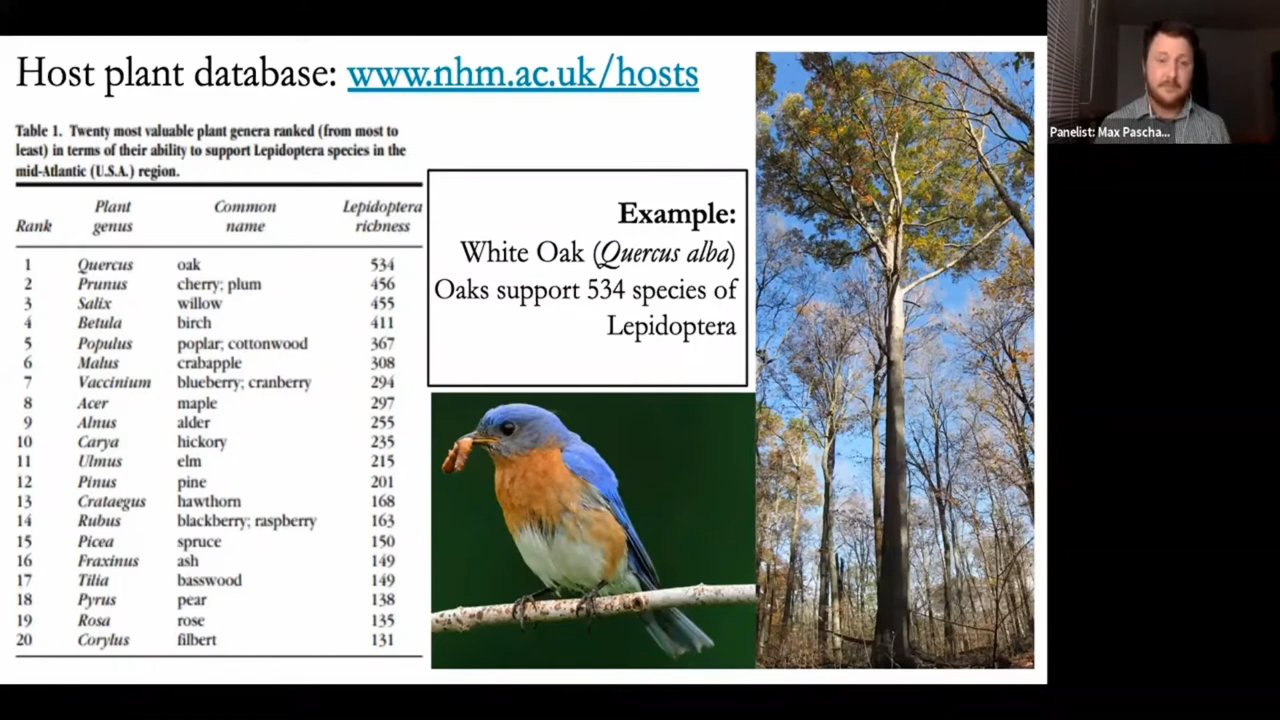 Host plant database: www.nhm.ac.uk/hosts
Table 1. Twenty most valuable plant genera ranked (from most to
least) in terms of their ability to support Lepidoptera species in the
mid-Atlantic (U.S.A.) region.
Rank Plant genus Common name Lepidoptera richness
1 Quercus oak 534
2 Prunus cherry; plum 456
3 Salix willow 455
4 Betula birch 411
5 Populus poplar; cottonwood 367
6 Malus crabapple 308
7 Vaccinium blueberry; cranberry 294
8 Acer maple 297
9 Alnus alder 255
10 Carya hickory 235
11 Ulmus elm 215
12 Pinus pine 201
13 Crataegus hawthorn 168
14 Rubus blackberry; raspberry 163
15 Picea spruce 150
16 Fraxinus ash 149
17 Tilia basswood 149
18 Pyrus pear 138
19 Rosa rose 135
20 Corylus filbert 131
Example:
White Oak (Quercus alba)
Oaks support 534 species of
Lepidoptera
Panelist: Max Pascha...